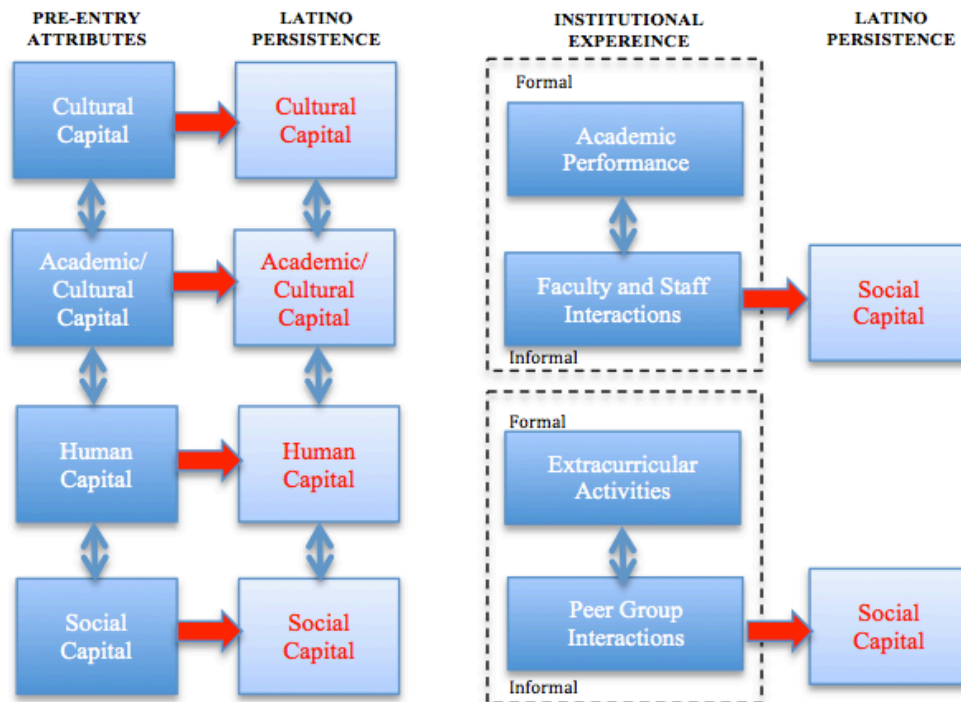 PRE-ENTRY
ATTRIBUTES
LATINO
PERSISTENCE
Cultural
Capital
Cultural
Capital
Academic/
Cultural
Capital
Academic/
Cultural
Capital
Human
Capital
Human
Capital
Social
Capital
Social
Capital
INSTITUTIONAL
EXPEREINCE
LATINO
PERSISTENCE
Formal
Academic
Performance
Faculty and Staff
Interactions
Informal
Social
Capital
Formal
Extracurricular
Activities
Peer Group
Interactions
Informal
Social
Capital